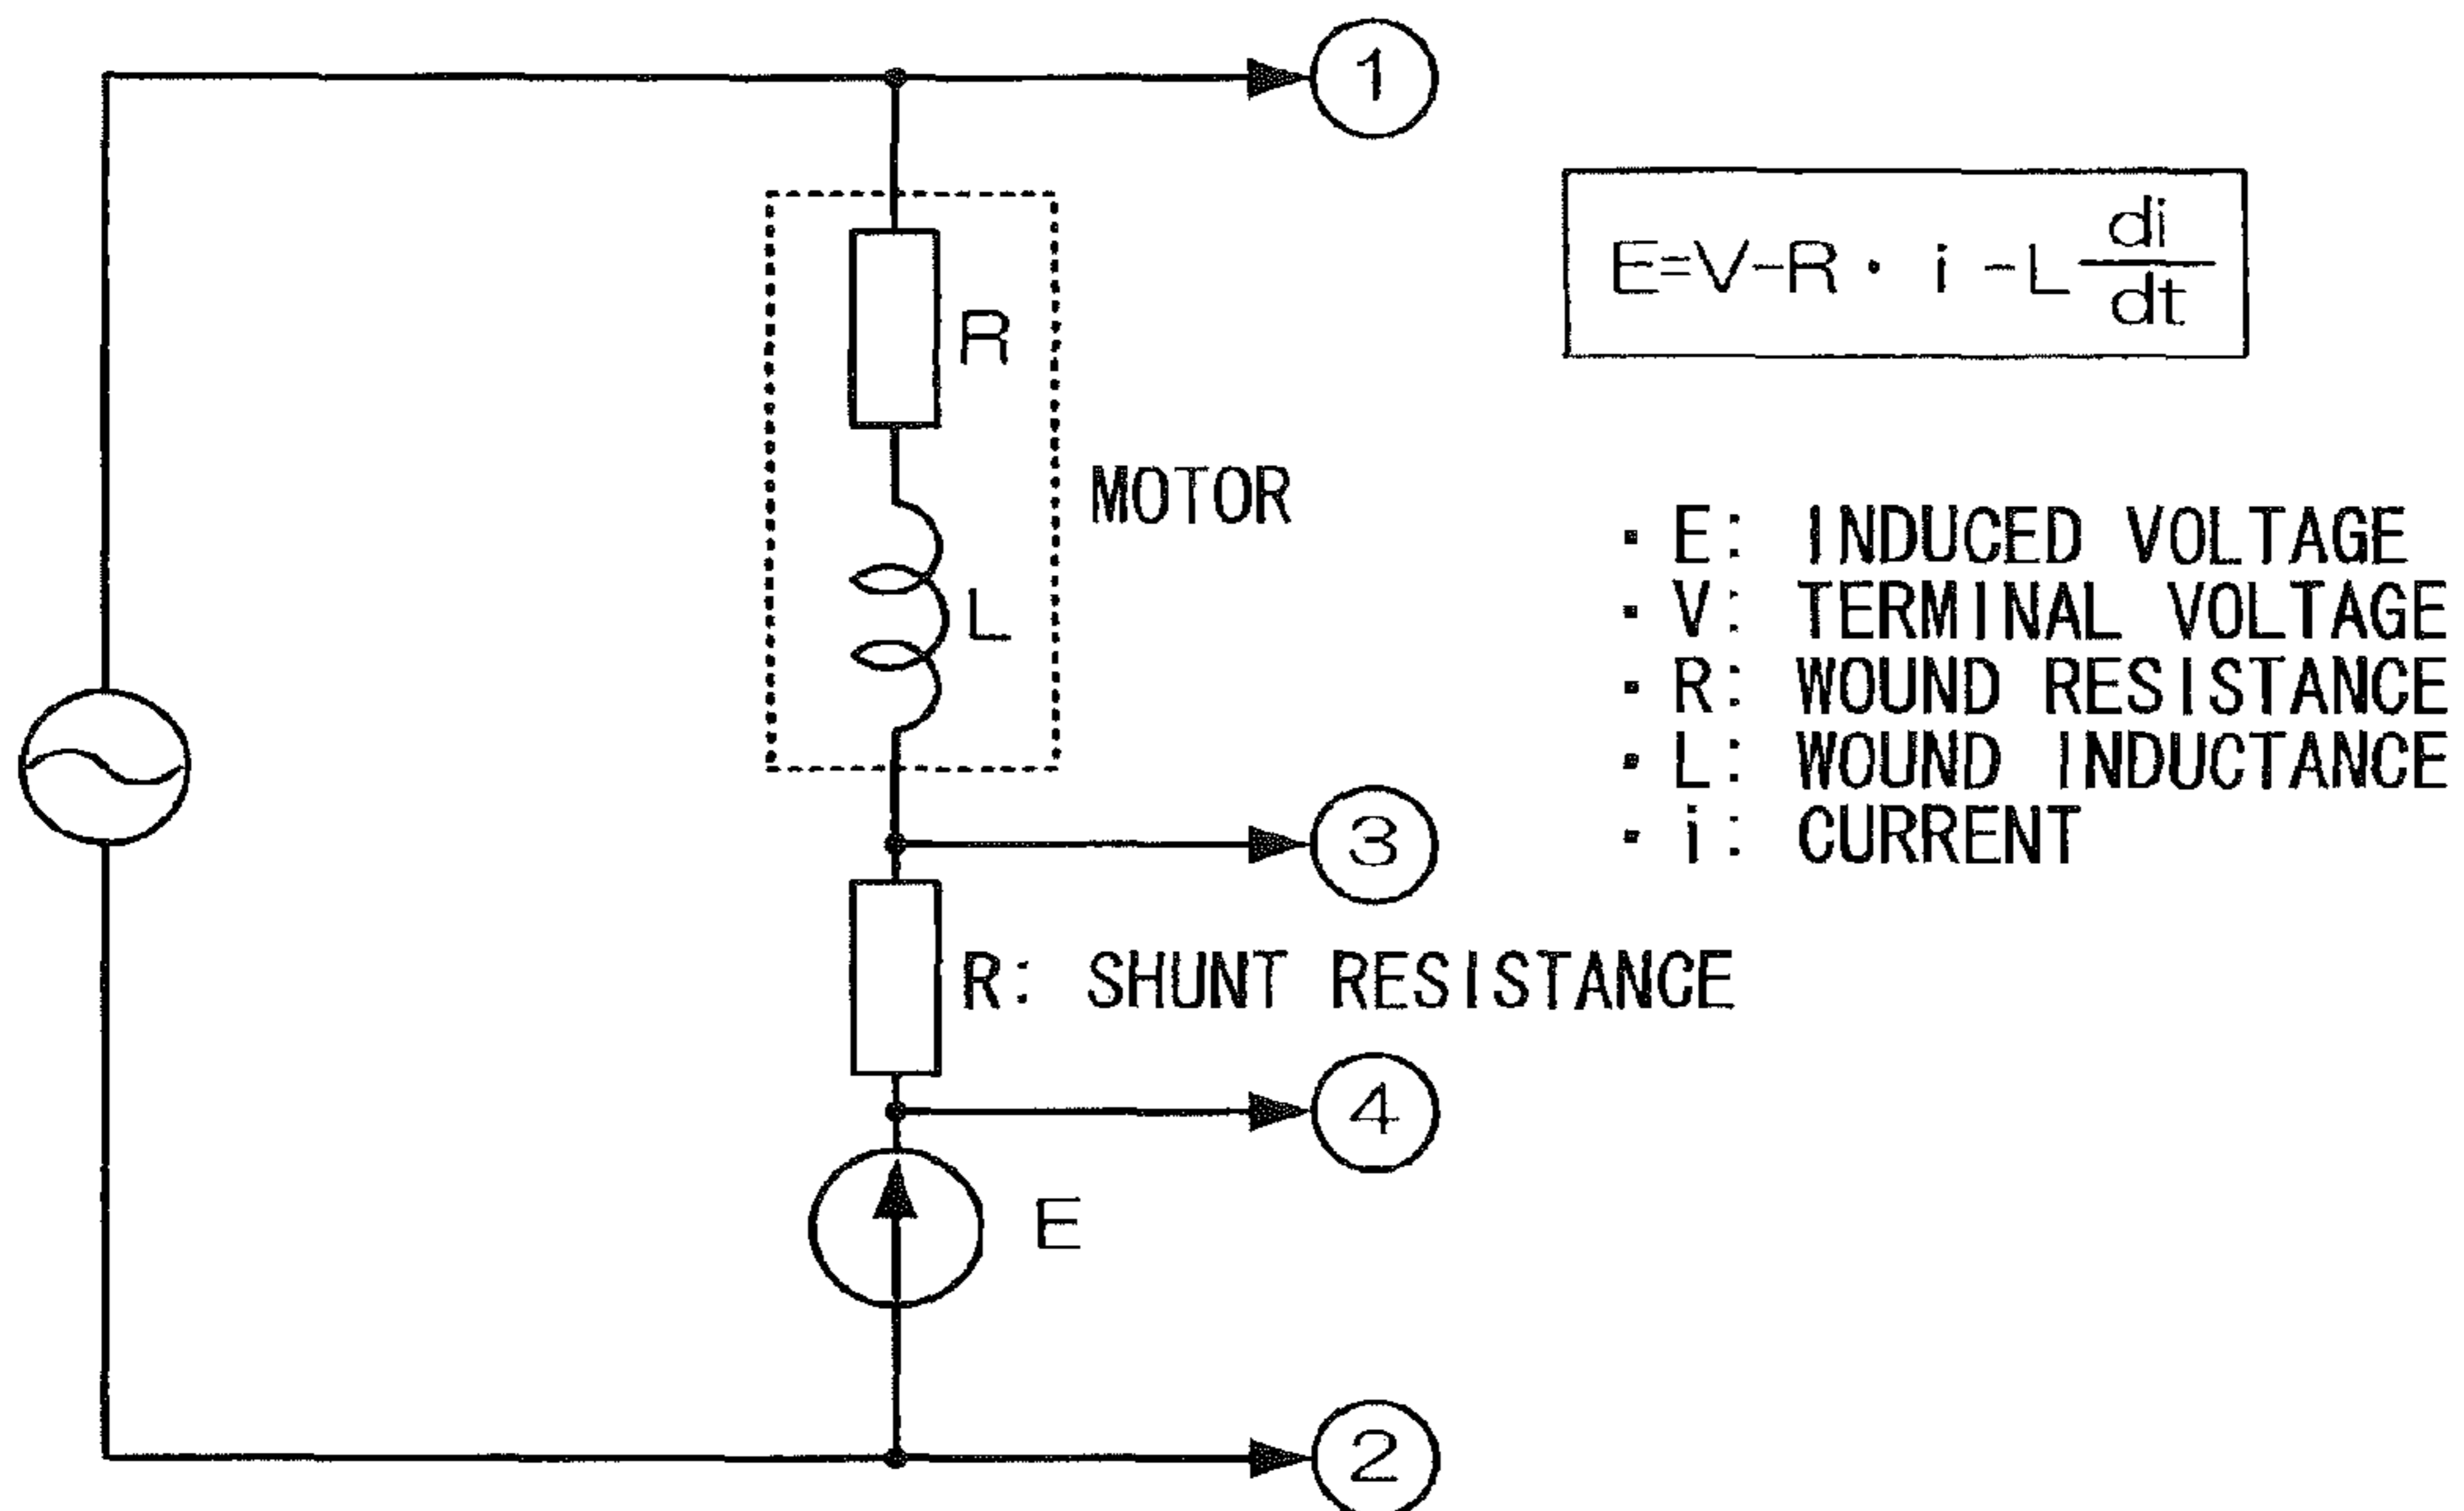 ①
E=V-R・i-L di/dt
R
MOTOR
L
・E: INDUCED VOLTAGE
・V: TERMINAL VOLTAGE
・R: WOUND RESISTANCE
・L: WOUND INDUCTANCE
・i: CURRENT
③
R: SHUNT RESISTANCE
④
E
②